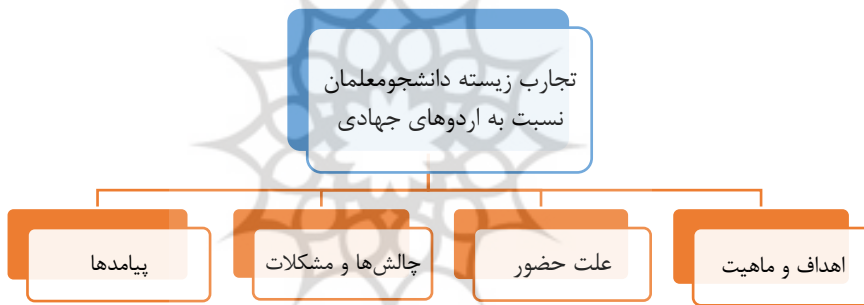 تجارب زیسته دانشجومعلمان
نسبت به اردوهای جهادی
اهداف و ماهیت
علت حضور
چالش‌ها و مشکلات
پیامدها